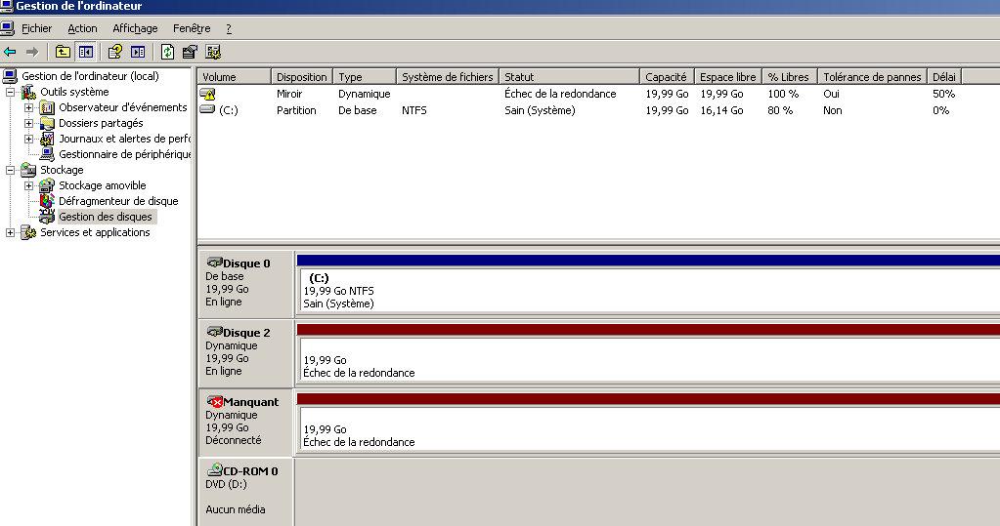 Gestion de l'ordinateur
Fichier Action Affichage Fenêtre ?
Gestion de l'ordinateur (local)
Outils système
Observateur d'événements
Dossiers partagés
Journaux et alertes de perfo
Gestionnaire de périphérique
Stockage
Stockage amovible
Défragmenteur de disque
Gestion des disques
Services et applications
Volume Disposition Type Système de fichiers Statut Capacité Espace libre % Libres Tolérance de pannes Délai
Miroir Dynamique Échec de la redondance 19,99 Go 19,99 Go 100 % Oui 50%
(C:) Partition De base NTFS Sain (Système) 19,99 Go 16,14 Go 80 % Non 0%
Disque 0
De base
19,99 Go
En ligne
(C:)
19,99 Go NTFS
Sain (Système)
Disque 2
Dynamique
19,99 Go
En ligne
19,99 Go
Échec de la redondance
Manquant
Dynamique
19,99 Go
Déconnecté
19,99 Go
Échec de la redondance
CD-ROM 0
DVD (D:)
Aucun média